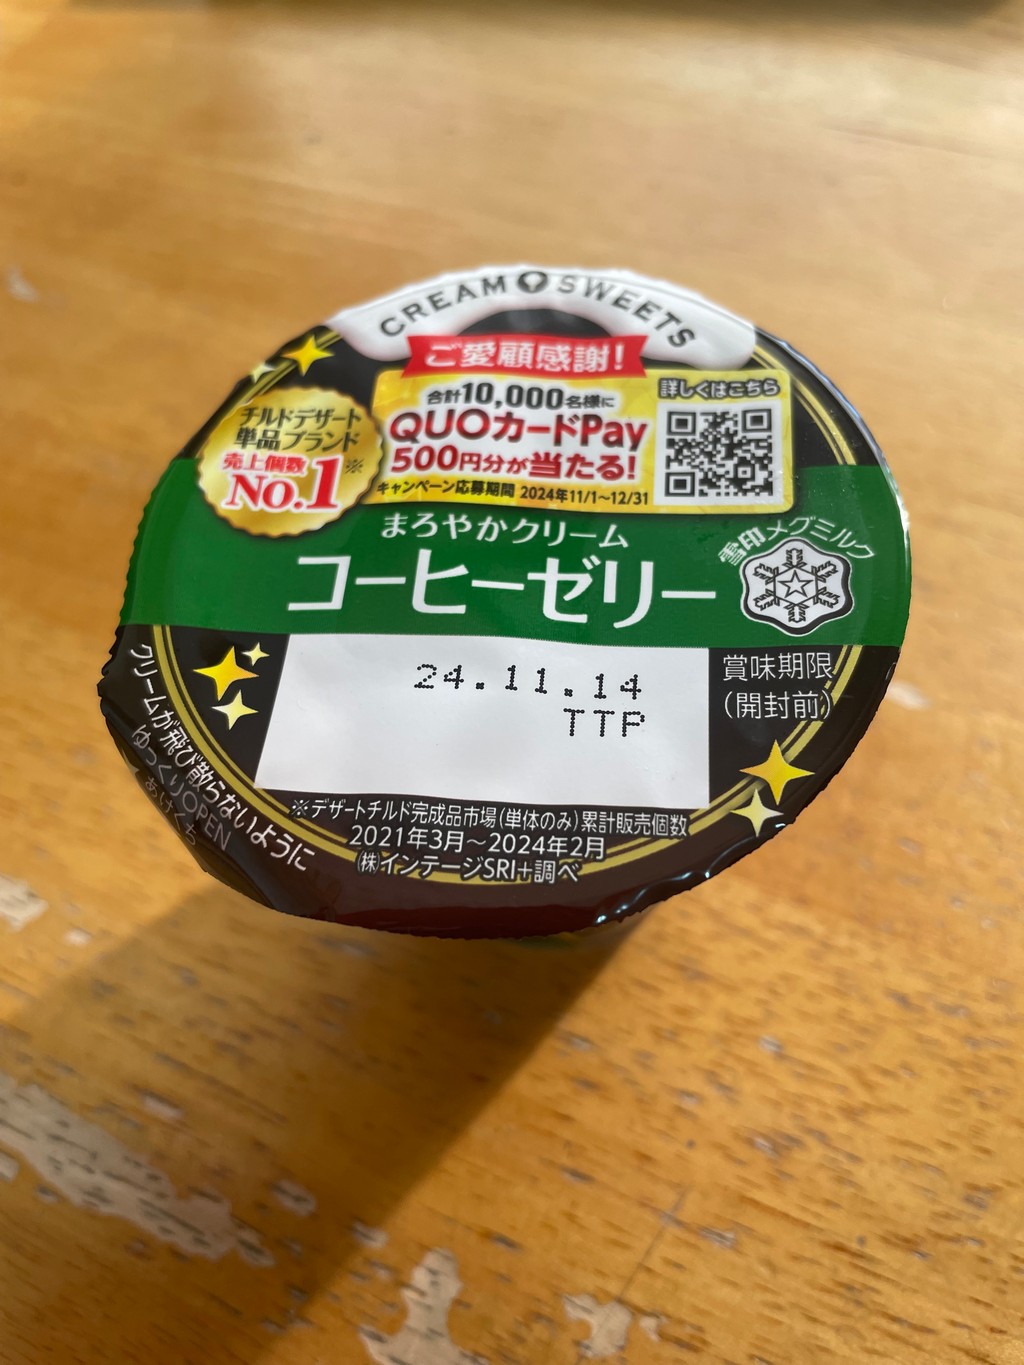 CREAM SWEETS
ご愛顧感謝!
合計10,000名様に
QUOカードPay
500円分が当たる!
キャンペーン応募期間 2024年11/1~12/31
詳しくはこちら
チルドデザート
単品ブランド
売上個数※
No.1
まろやかクリーム
コーヒーゼリー
雪印メグミルク
24.11.14
TTP
賞味期限
(開封前)
クリームが飛び散らないように
ゆっくりOPEN
あけくち
※デザートチルド完成品市場(単体のみ)累計販売個数
2021年3月~2024年2月
(株)インテージSRI+調べ